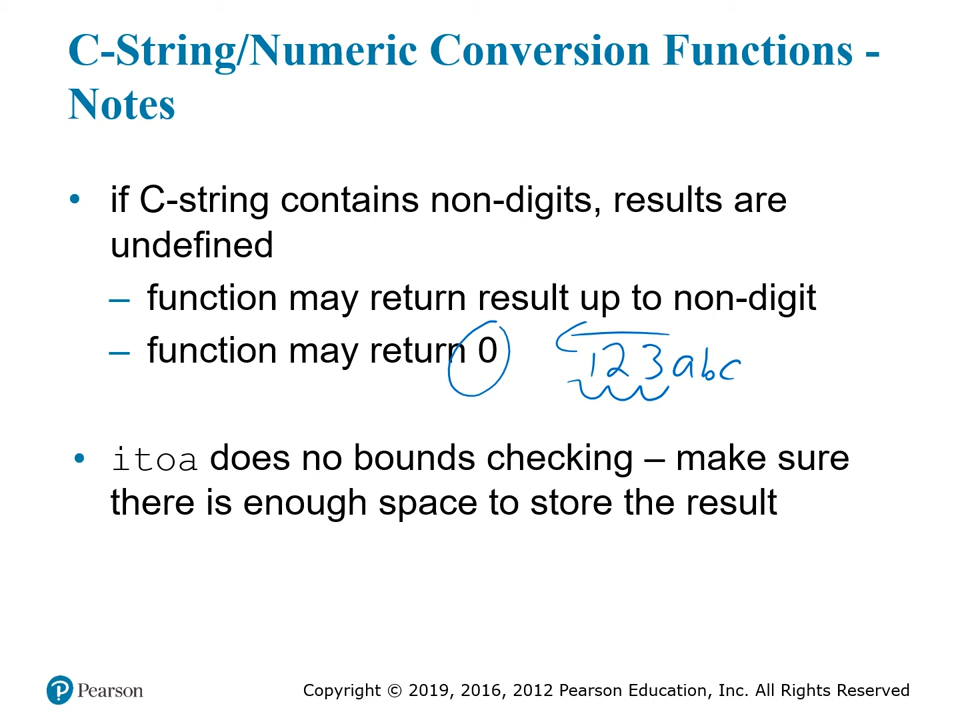 C-String/Numeric Conversion Functions -
Notes
• if C-string contains non-digits, results are
undefined
– function may return result up to non-digit
– function may return 0
123abc
• itoa does no bounds checking – make sure
there is enough space to store the result
Pearson
Copyright © 2019, 2016, 2012 Pearson Education, Inc. All Rights Reserved